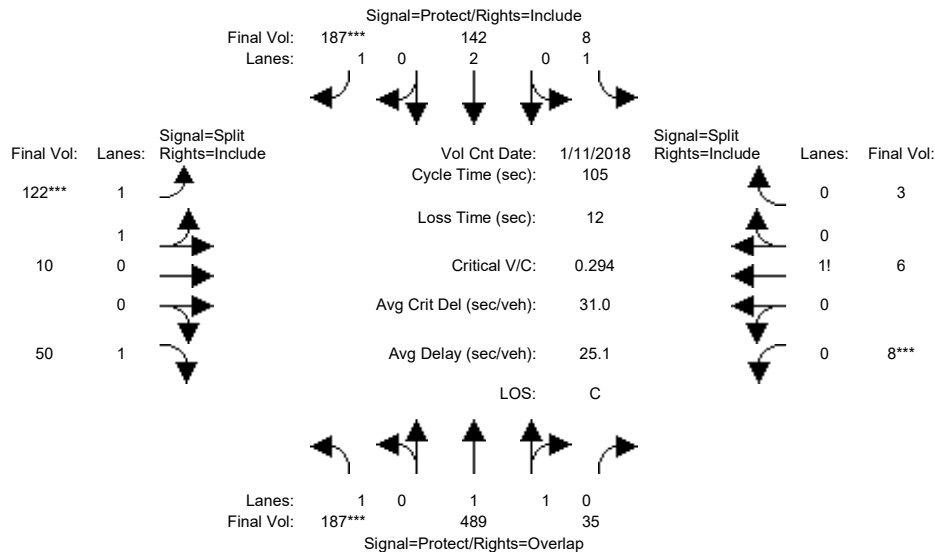 Signal=Protect/Rights=Include
Final Vol: 187*** 142 8
Lanes: 1 0 2 0 1
Signal=Split
Final Vol: Lanes: Rights=Include
Vol Cnt Date: 1/11/2018
Signal=Split
Rights=Include Lanes: Final Vol:
Cycle Time (sec): 105
122*** 1
0 3
Loss Time (sec): 12
1
0
10 0
Critical V/C: 0.294
1! 6
0
Avg Crit Del (sec/veh): 31.0
0
50 1
Avg Delay (sec/veh): 25.1
0 8***
LOS: C
Lanes: 1 0 1 1 0
Final Vol: 187*** 489 35
Signal=Protect/Rights=Overlap